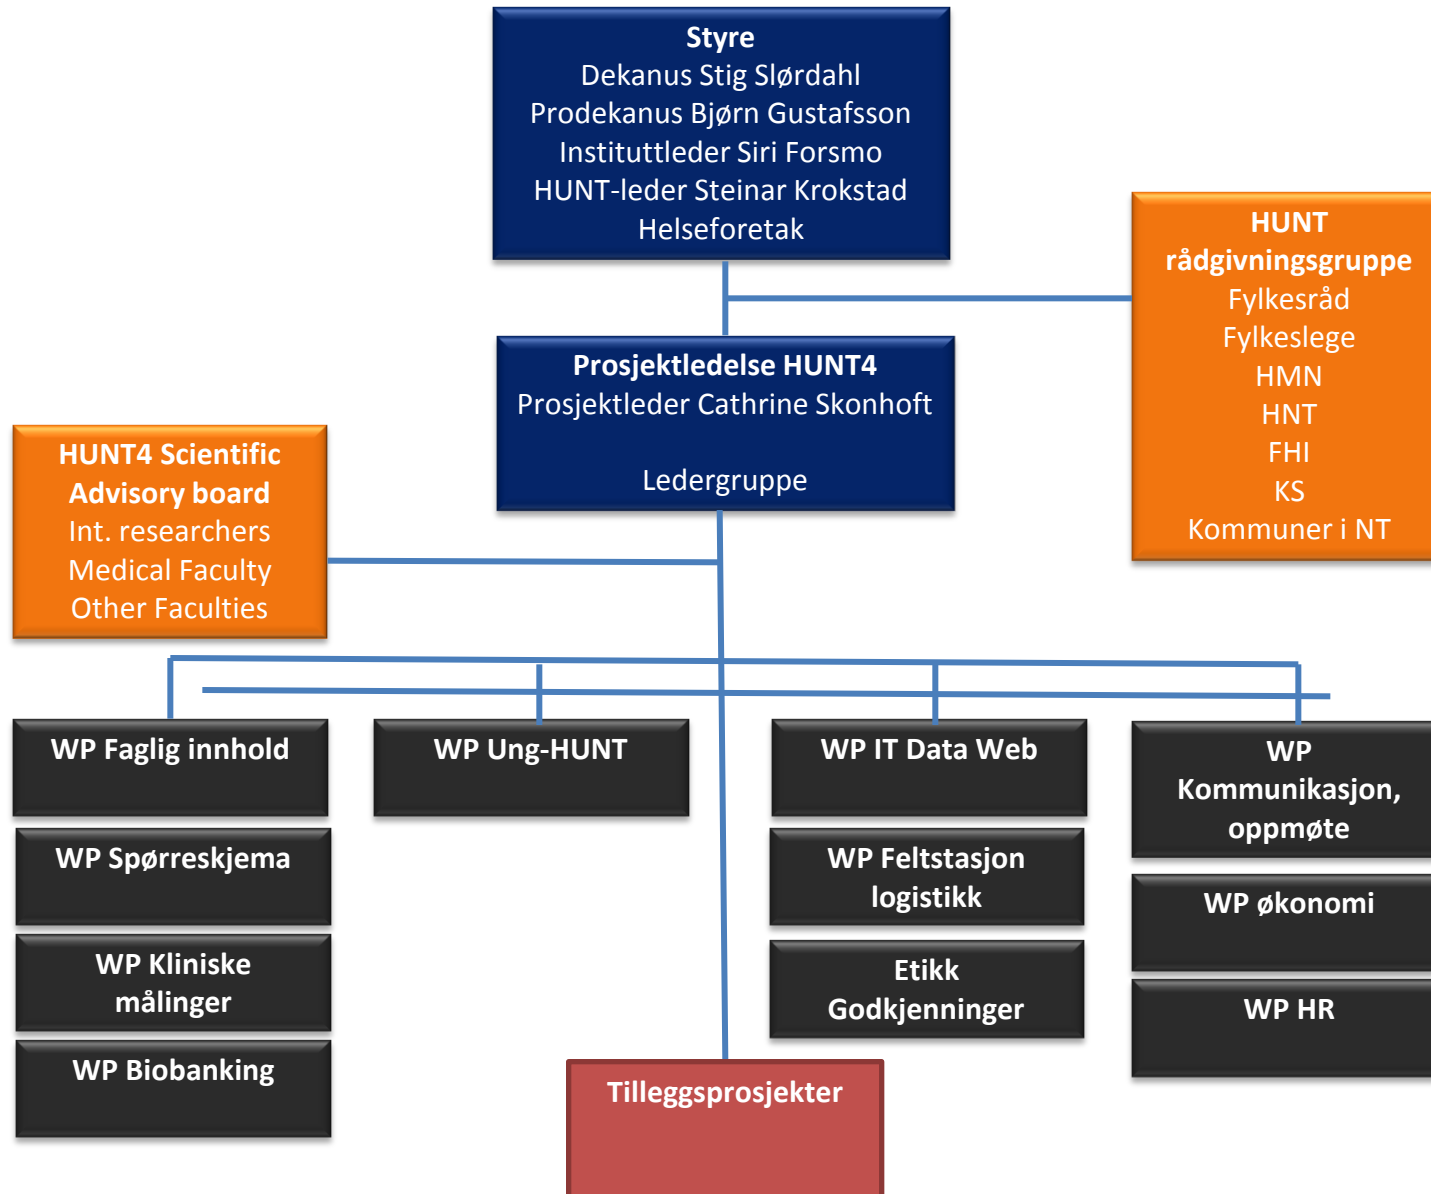 Styre
Dekanus Stig Slørdahl
Prodekanus Bjørn Gustafsson
Instituttleder Siri Forsmo
HUNT-leder Steinar Krokstad
Helseforetak
HUNT
rådgivningsgruppe
Fylkesråd
Fylkeslege
HMN
HNT
FHI
KS
Kommuner i NT
Prosjektledelse HUNT4
Prosjektleder Cathrine Skonhoft
Ledergruppe
HUNT4 Scientific
Advisory board
Int. researchers
Medical Faculty
Other Faculties
WP Faglig innhold
WP Spørreskjema
WP Kliniske
målinger
WP Biobanking
WP Ung-HUNT
WP IT Data Web
WP Feltstasjon
logistikk
Etikk
Godkjenninger
WP
Kommunikasjon,
oppmøte
WP økonomi
WP HR
Tilleggsprosjekter